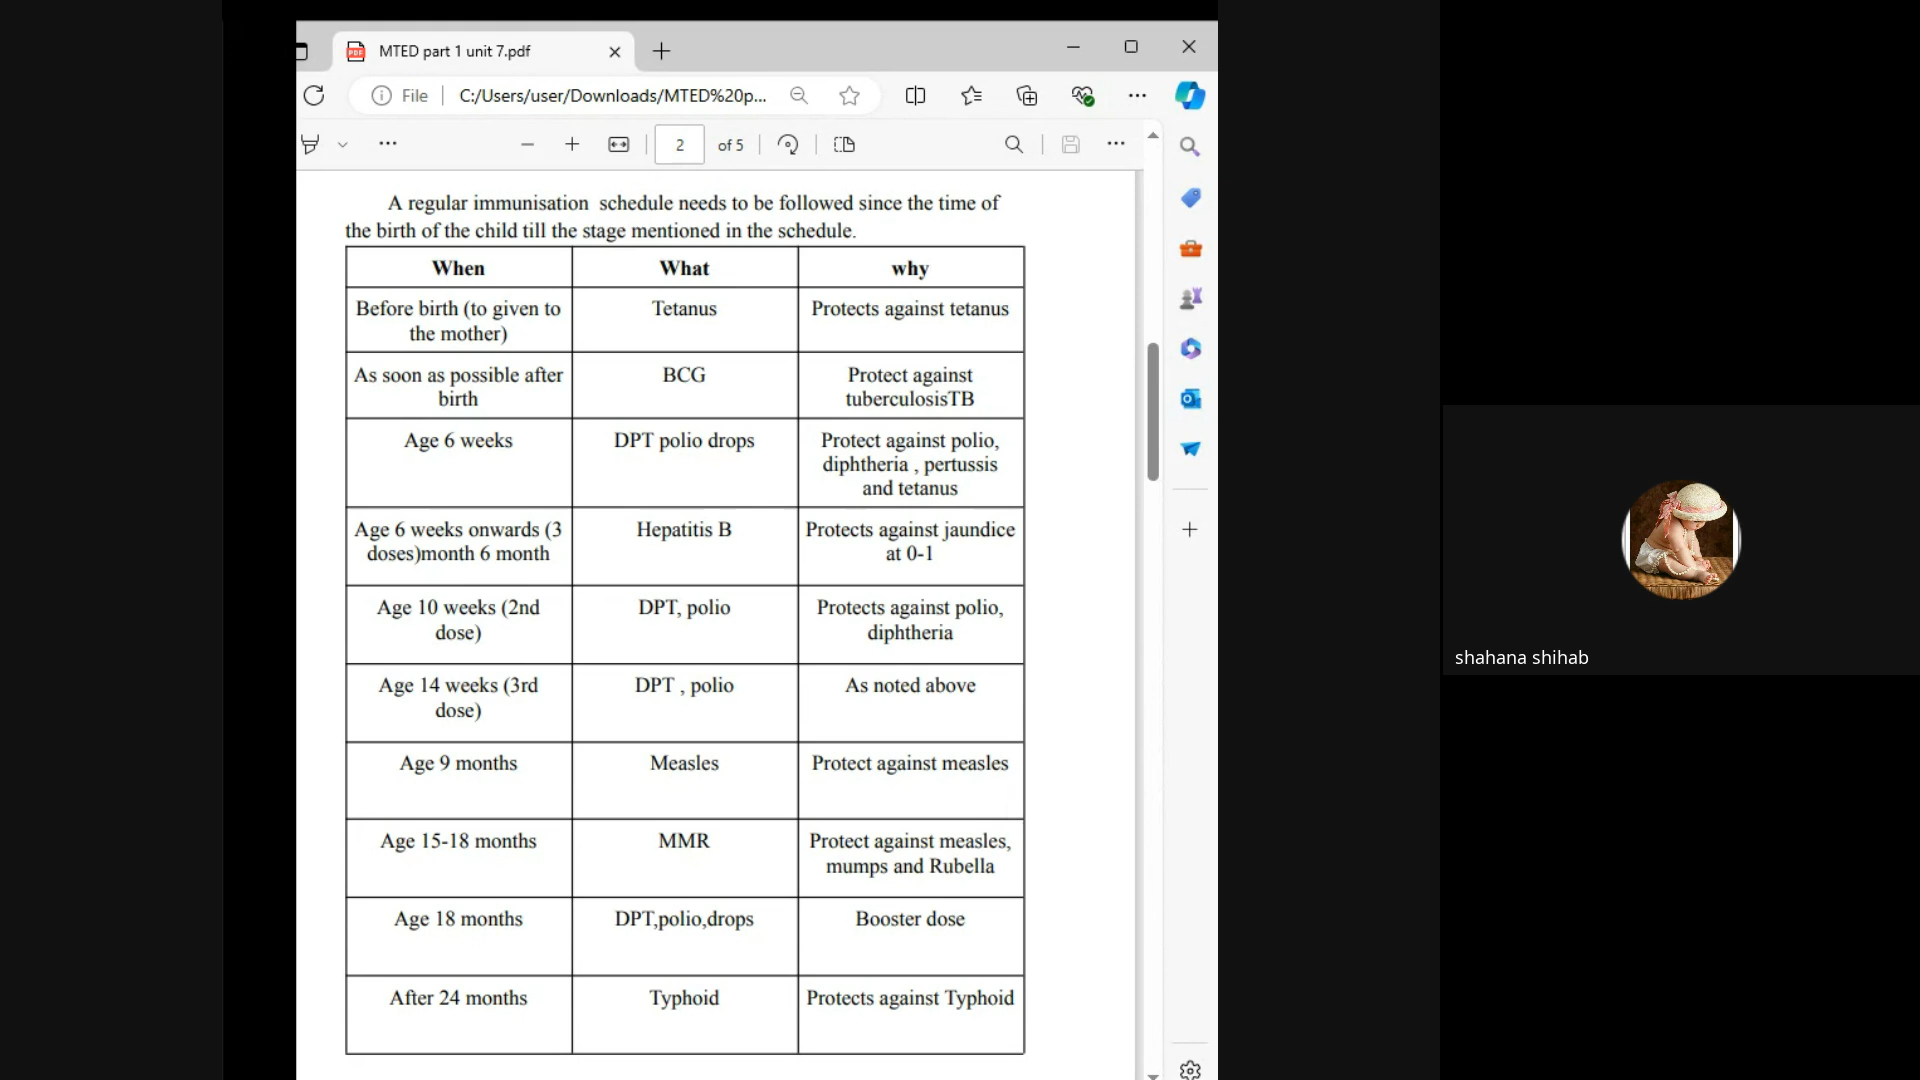 MTED part 1 unit 7.pdf
File
C:/Users/user/Downloads/MTED%20p...
2 of 5
A regular immunisation schedule needs to be followed since the time of
the birth of the child till the stage mentioned in the schedule.
When What why
Before birth (to given to
the mother)
Tetanus
Protects against tetanus
As soon as possible after
birth
BCG
Protect against
tuberculosisTB
Age 6 weeks
DPT polio drops
Protect against polio,
diphtheria , pertussis
and tetanus
Age 6 weeks onwards (3
doses)month 6 month
Hepatitis B
Protects against jaundice
at 0-1
Age 10 weeks (2nd
dose)
DPT, polio
Protects against polio,
diphtheria
Age 14 weeks (3rd
dose)
DPT , polio
As noted above
Age 9 months
Measles
Protect against measles
Age 15-18 months
MMR
Protect against measles,
mumps and Rubella
Age 18 months
DPT,polio,drops
Booster dose
After 24 months
Typhoid
Protects against Typhoid
shahana shihab